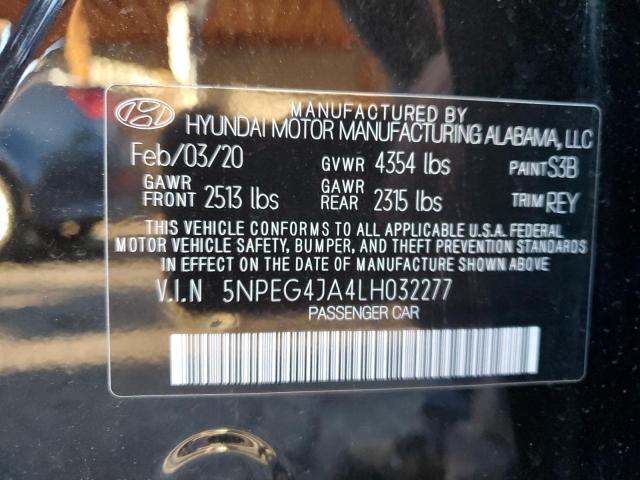 MANUFACTURED BY
HYUNDAI MOTOR MANUFACTURING ALABAMA, LLC
Feb/03/20 GVWR 4354 lbs PAINT S3B
GAWR FRONT 2513 lbs GAWR REAR 2315 lbs TRIM REY
THIS VEHICLE CONFORMS TO ALL APPLICABLE U.S.A. FEDERAL
MOTOR VEHICLE SAFETY, BUMPER, AND THEFT PREVENTION STANDARDS
IN EFFECT ON THE DATE OF MANUFACTURE SHOWN ABOVE.
V.I.N 5NPEG4JA4LH032277
PASSENGER CAR